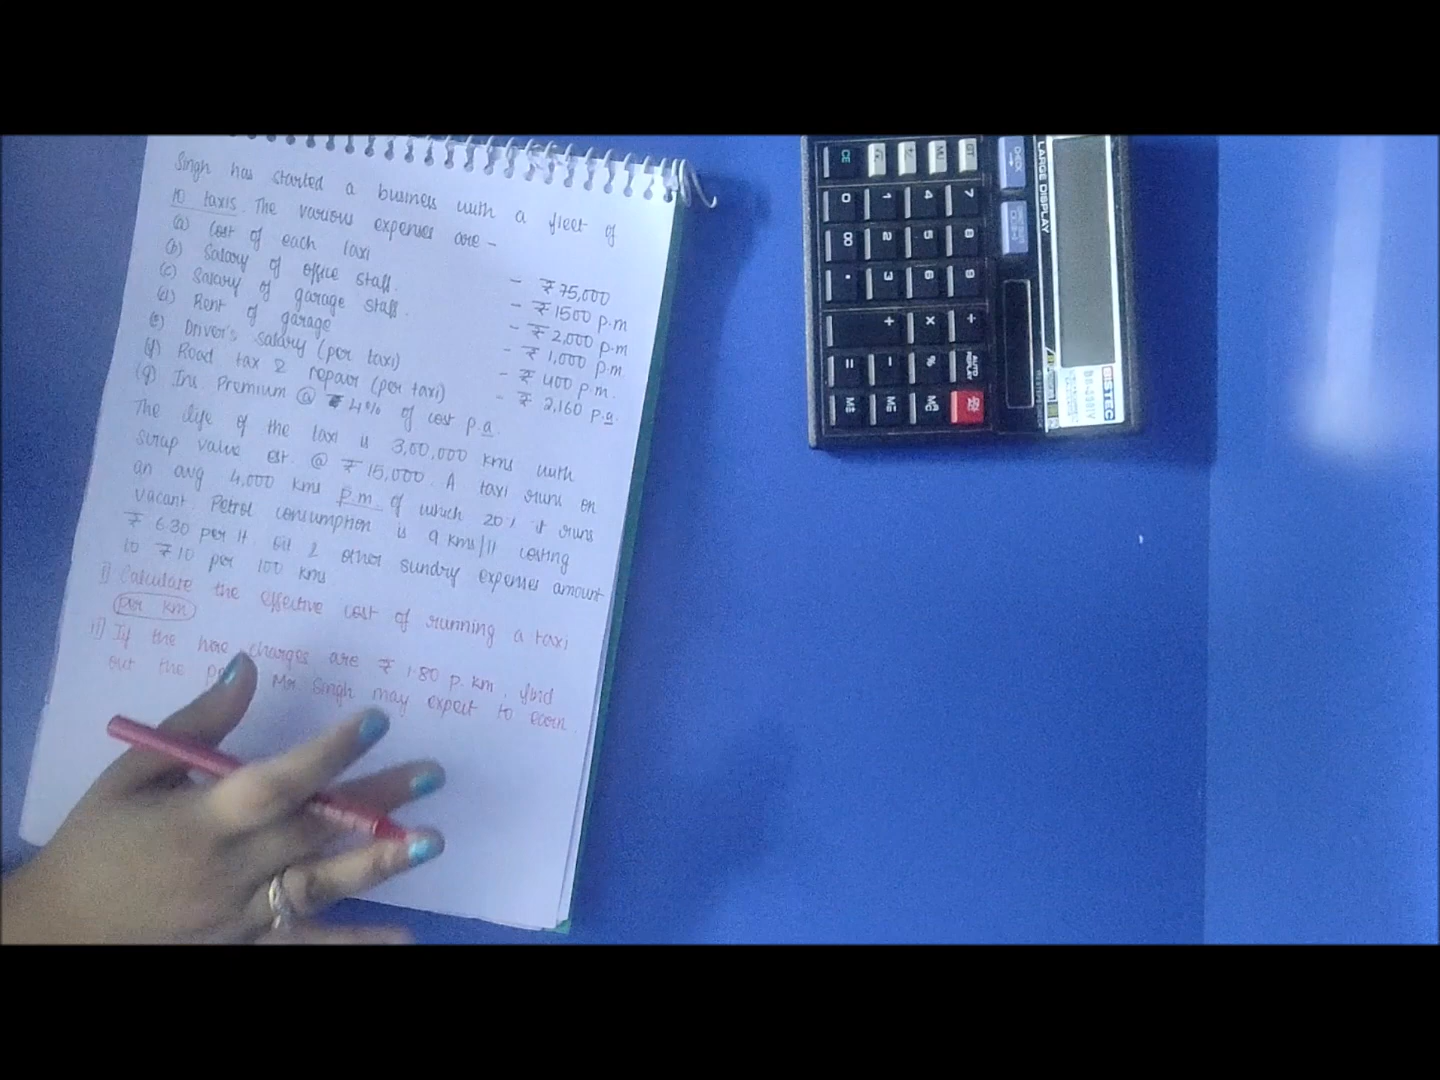 Singh has started a business with a fleet of
10 taxis. The various expenses are -
(a) Cost of each taxi - ₹ 75,000
(b) Salary of office staff. - ₹ 1500 p.m
(c) Salary of garage staff. - ₹ 2,000 p.m
(d) Rent of garage - ₹ 1,000 p.m
(e) Driver's salary (per taxi) - ₹ 400 p.m.
(f) Road tax & repair (per taxi) - ₹ 2,160 p.a.
(g) Ins. Premium @ 4% of cost p.a.
The life of the taxi is 3,00,000 kms with
scrap value est. @ ₹ 15,000. A taxi runs on
an avg 4,000 kms p.m. of which 20% it runs
vacant. Petrol consumption is 9 kms/lt costing
₹ 6.30 per lt. oil & other sundry expenses amount
to ₹ 10 per 100 kms
i) Calculate the effective cost of running a taxi
per km
ii) If the hire charges are ₹ 1.80 p.km, find
out the Mr. Singh may expect to earn.
LARGE DISPLAY
CHECK
GT
MU
+/-
CE
7
4
1
0
8
5
2
00
9
6
3
.
÷
×
+
AUTO REPLAY
%
-
=
M+
BISTEC